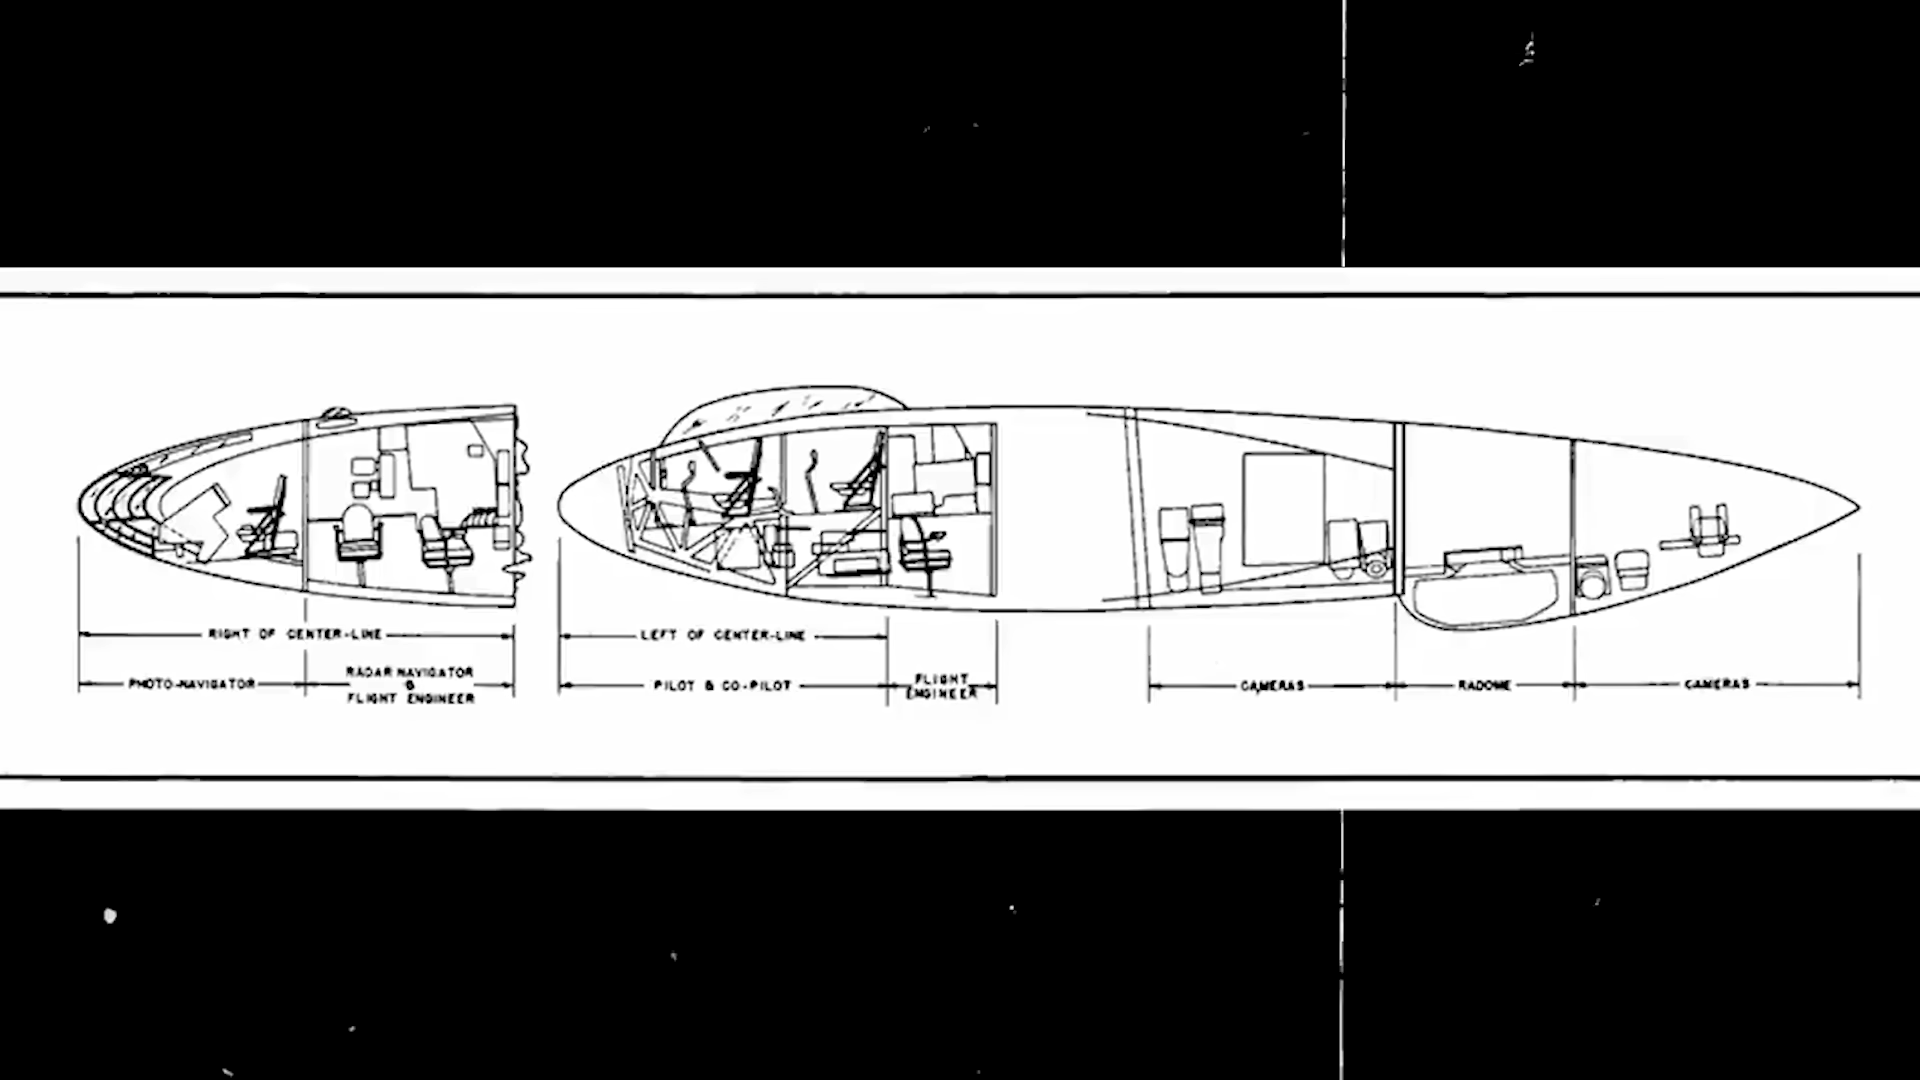 RIGHT OF CENTER-LINE
LEFT OF CENTER-LINE
PHOTO-NAVIGATOR
RADAR NAVIGATOR
&
FLIGHT ENGINEER
PILOT & CO-PILOT
FLIGHT
ENGINEER
CAMERAS
RADOME
CAMERAS